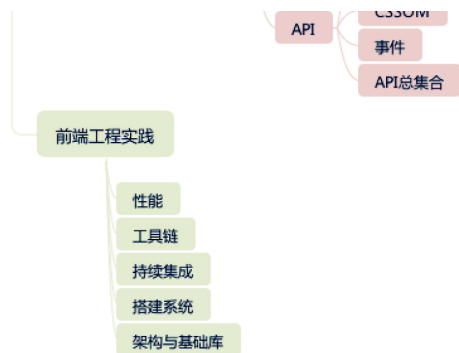 CSSOM
API
事件
API总集合
前端工程实践
性能
工具链
持续集成
搭建系统
架构与基础库